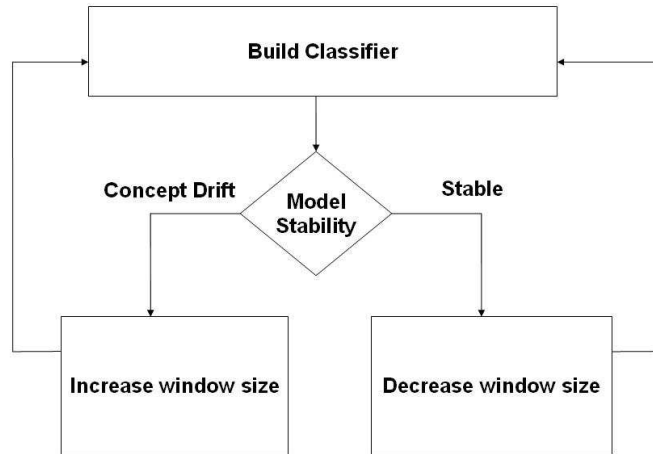 Build Classifier
Concept Drift
Stable
Model
Stability
Increase window size
Decrease window size